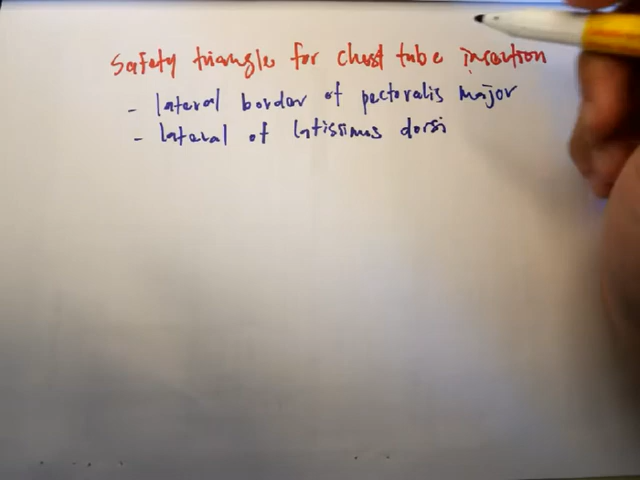 Safety triangle for chest tube insertion
- lateral border of pectoralis major
- lateral of latissimus dorsi